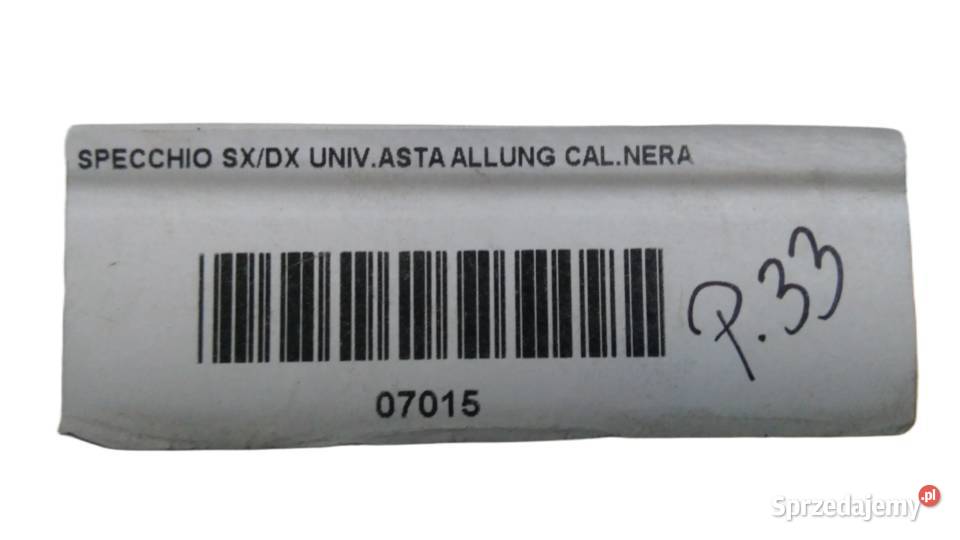 SPECCHIO SX/DX UNIV.ASTA ALLUNG CAL.NERA
P.33
07015
Sprzedajemy.pl